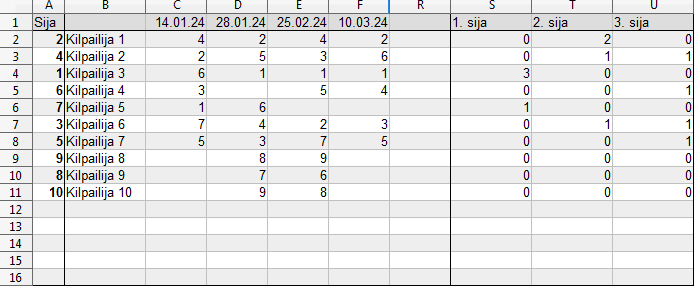 A B C D E F R S T U
1 Sija 14.01.24 28.01.24 25.02.24 10.03.24 1. sija 2. sija 3. sija
2 2 Kilpailija 1 4 2 4 2 0 2 0
3 4 Kilpailija 2 2 5 3 6 0 1 1
4 1 Kilpailija 3 6 1 1 1 3 0 0
5 6 Kilpailija 4 3 5 4 0 0 1
6 7 Kilpailija 5 1 6 1 0 0
7 3 Kilpailija 6 7 4 2 3 0 1 1
8 5 Kilpailija 7 5 3 7 5 0 0 1
9 9 Kilpailija 8 8 9 0 0 0
10 8 Kilpailija 9 7 6 0 0 0
11 10 Kilpailija 10 9 8 0 0 0
12
13
14
15
16